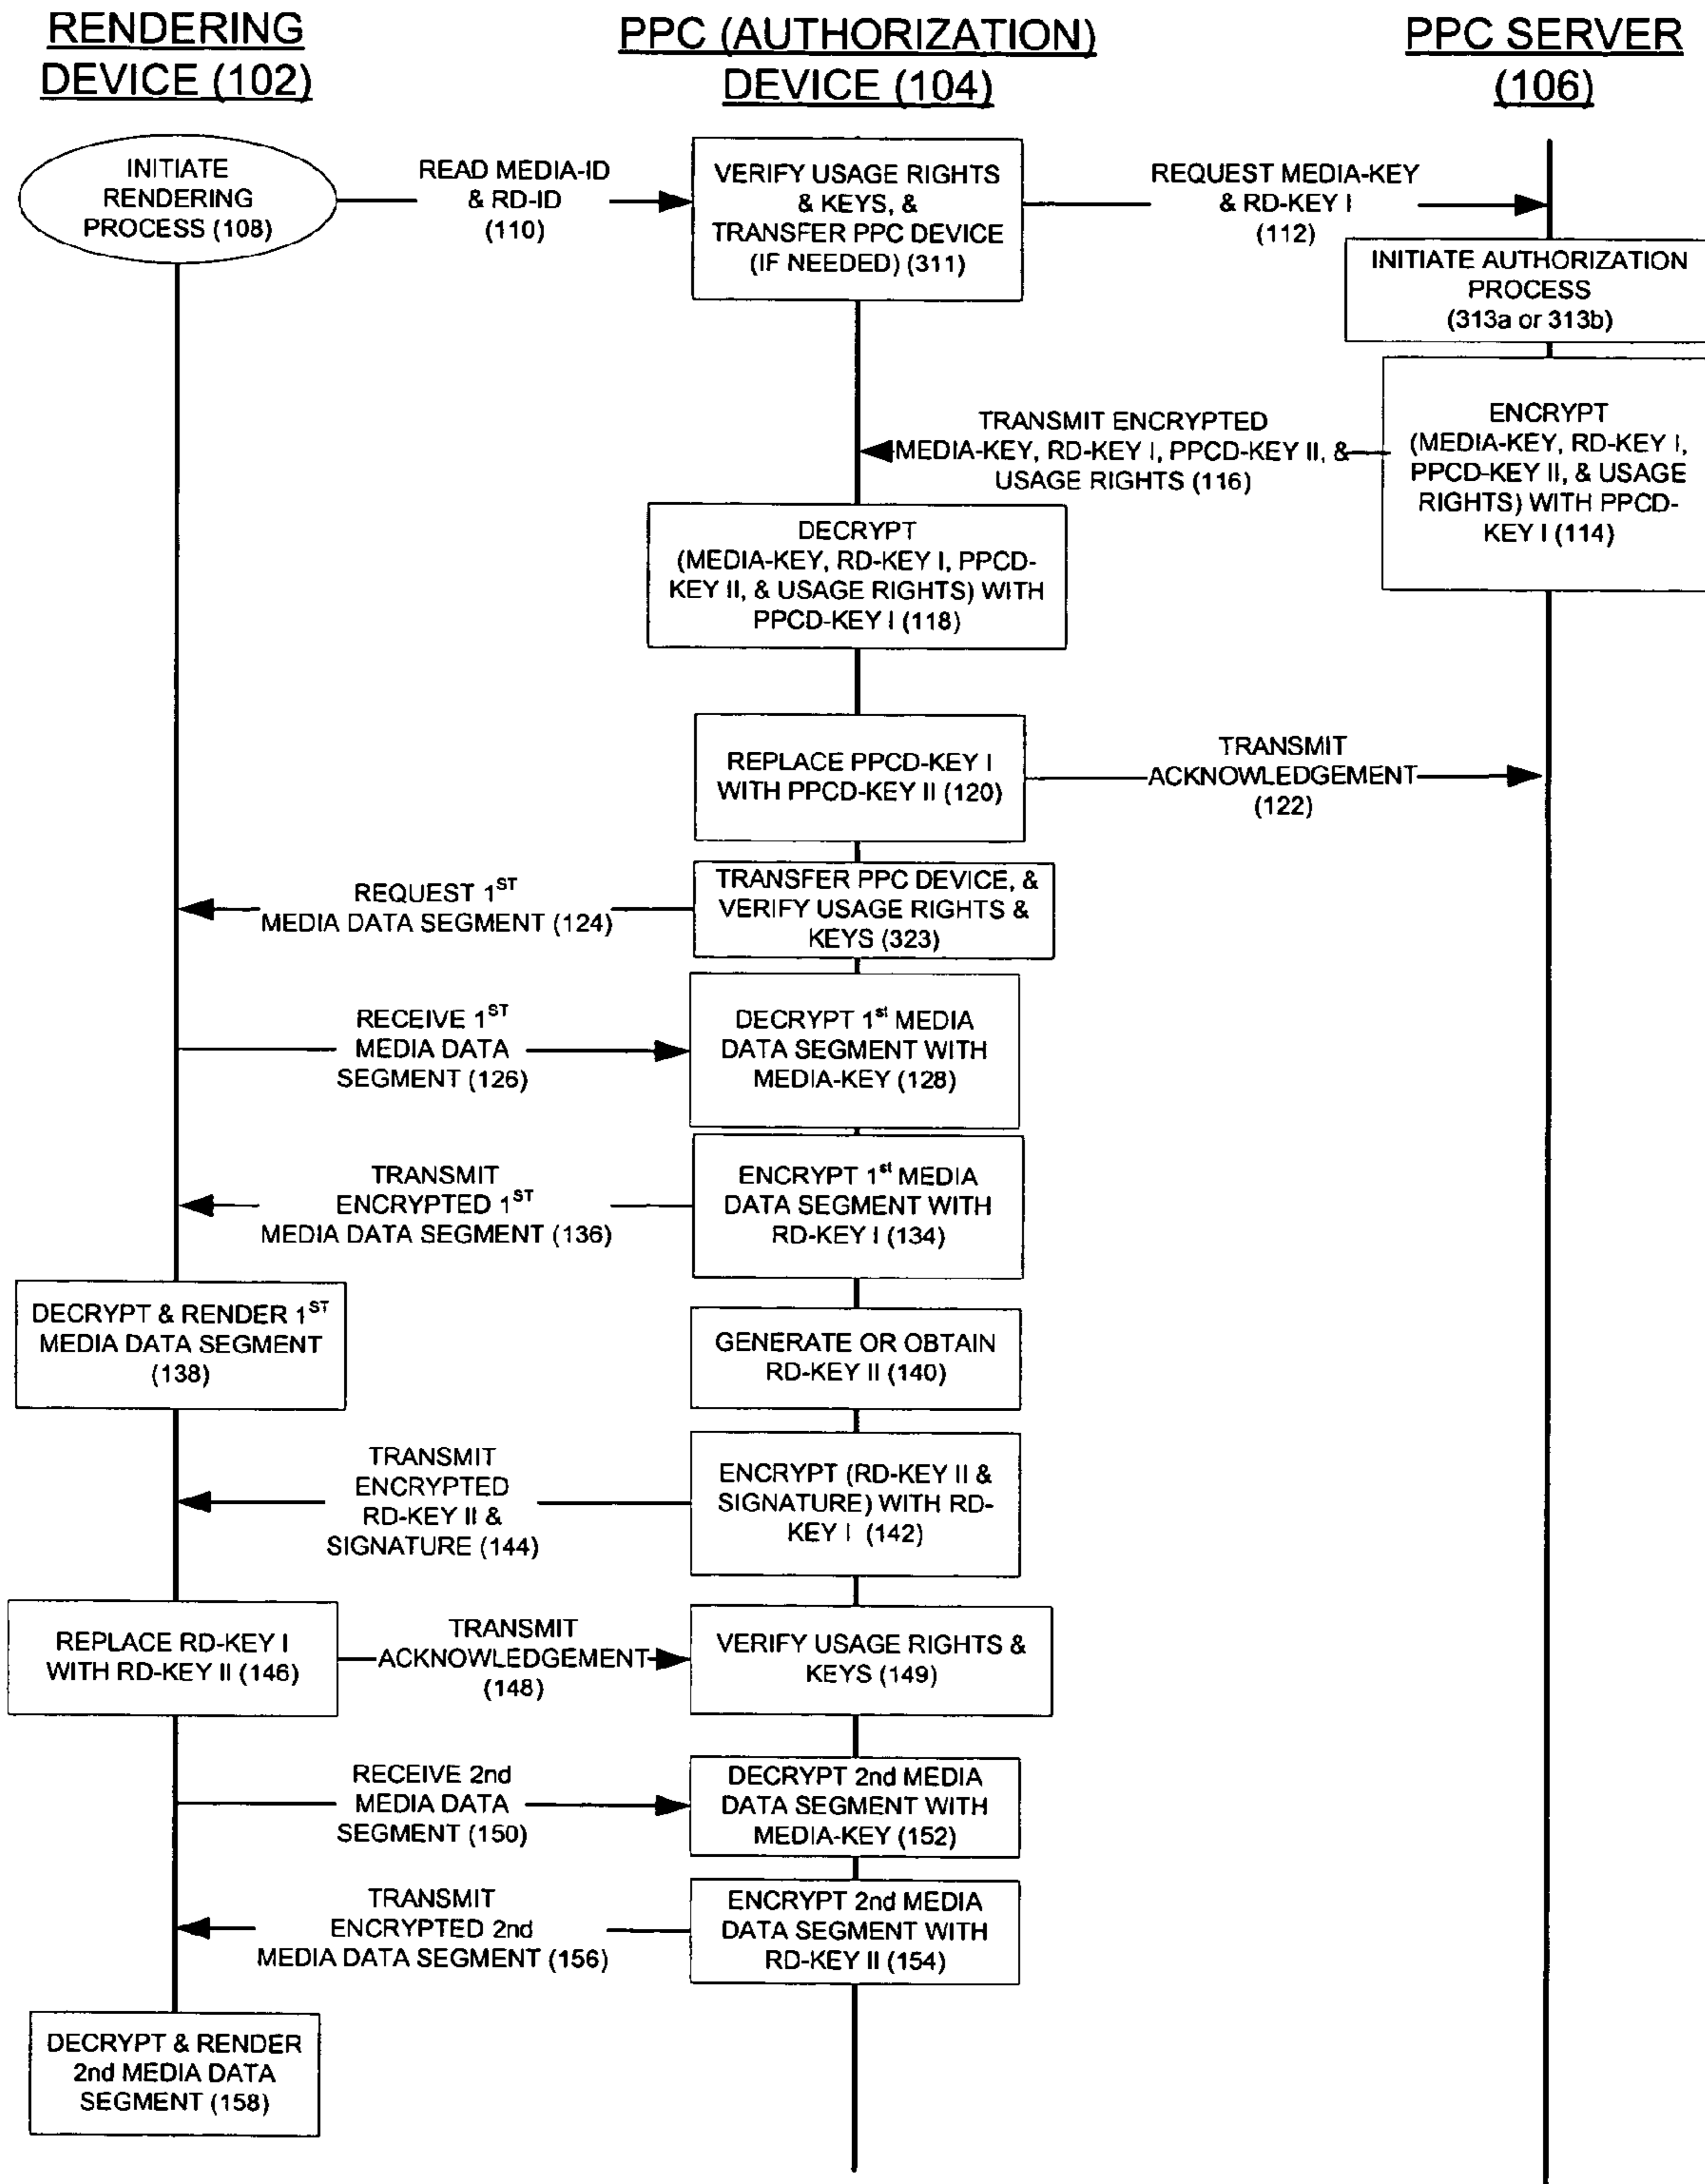 RENDERING
DEVICE (102)
PPC (AUTHORIZATION)
DEVICE (104)
PPC SERVER
(106)
INITIATE
RENDERING
PROCESS (108)
READ MEDIA-ID
& RD-ID
(110)
VERIFY USAGE RIGHTS
& KEYS, &
TRANSFER PPC DEVICE
(IF NEEDED) (311)
REQUEST MEDIA-KEY
& RD-KEY I
(112)
INITIATE AUTHORIZATION
PROCESS
(313a or 313b)
ENCRYPT
(MEDIA-KEY, RD-KEY I,
PPCD-KEY II, & USAGE
RIGHTS) WITH PPCD-
KEY I (114)
TRANSMIT ENCRYPTED
MEDIA-KEY, RD-KEY I, PPCD-KEY II, &
USAGE RIGHTS (116)
DECRYPT
(MEDIA-KEY, RD-KEY I, PPCD-
KEY II, & USAGE RIGHTS) WITH
PPCD-KEY I (118)
REPLACE PPCD-KEY I
WITH PPCD-KEY II (120)
TRANSMIT
ACKNOWLEDGEMENT
(122)
TRANSFER PPC DEVICE, &
VERIFY USAGE RIGHTS &
KEYS (323)
REQUEST 1ST
MEDIA DATA SEGMENT (124)
RECEIVE 1ST
MEDIA DATA
SEGMENT (126)
DECRYPT 1st MEDIA
DATA SEGMENT WITH
MEDIA-KEY (128)
ENCRYPT 1st MEDIA
DATA SEGMENT WITH
RD-KEY I (134)
TRANSMIT
ENCRYPTED 1ST
MEDIA DATA SEGMENT (136)
DECRYPT & RENDER 1ST
MEDIA DATA SEGMENT
(138)
GENERATE OR OBTAIN
RD-KEY II (140)
ENCRYPT (RD-KEY II &
SIGNATURE) WITH RD-
KEY I (142)
TRANSMIT
ENCRYPTED
RD-KEY II &
SIGNATURE (144)
REPLACE RD-KEY I
WITH RD-KEY II (146)
TRANSMIT
ACKNOWLEDGEMENT
(148)
VERIFY USAGE RIGHTS &
KEYS (149)
RECEIVE 2nd
MEDIA DATA
SEGMENT (150)
DECRYPT 2nd MEDIA
DATA SEGMENT WITH
MEDIA-KEY (152)
ENCRYPT 2nd MEDIA
DATA SEGMENT WITH
RD-KEY II (154)
TRANSMIT
ENCRYPTED 2nd
MEDIA DATA SEGMENT (156)
DECRYPT & RENDER
2nd MEDIA DATA
SEGMENT (158)